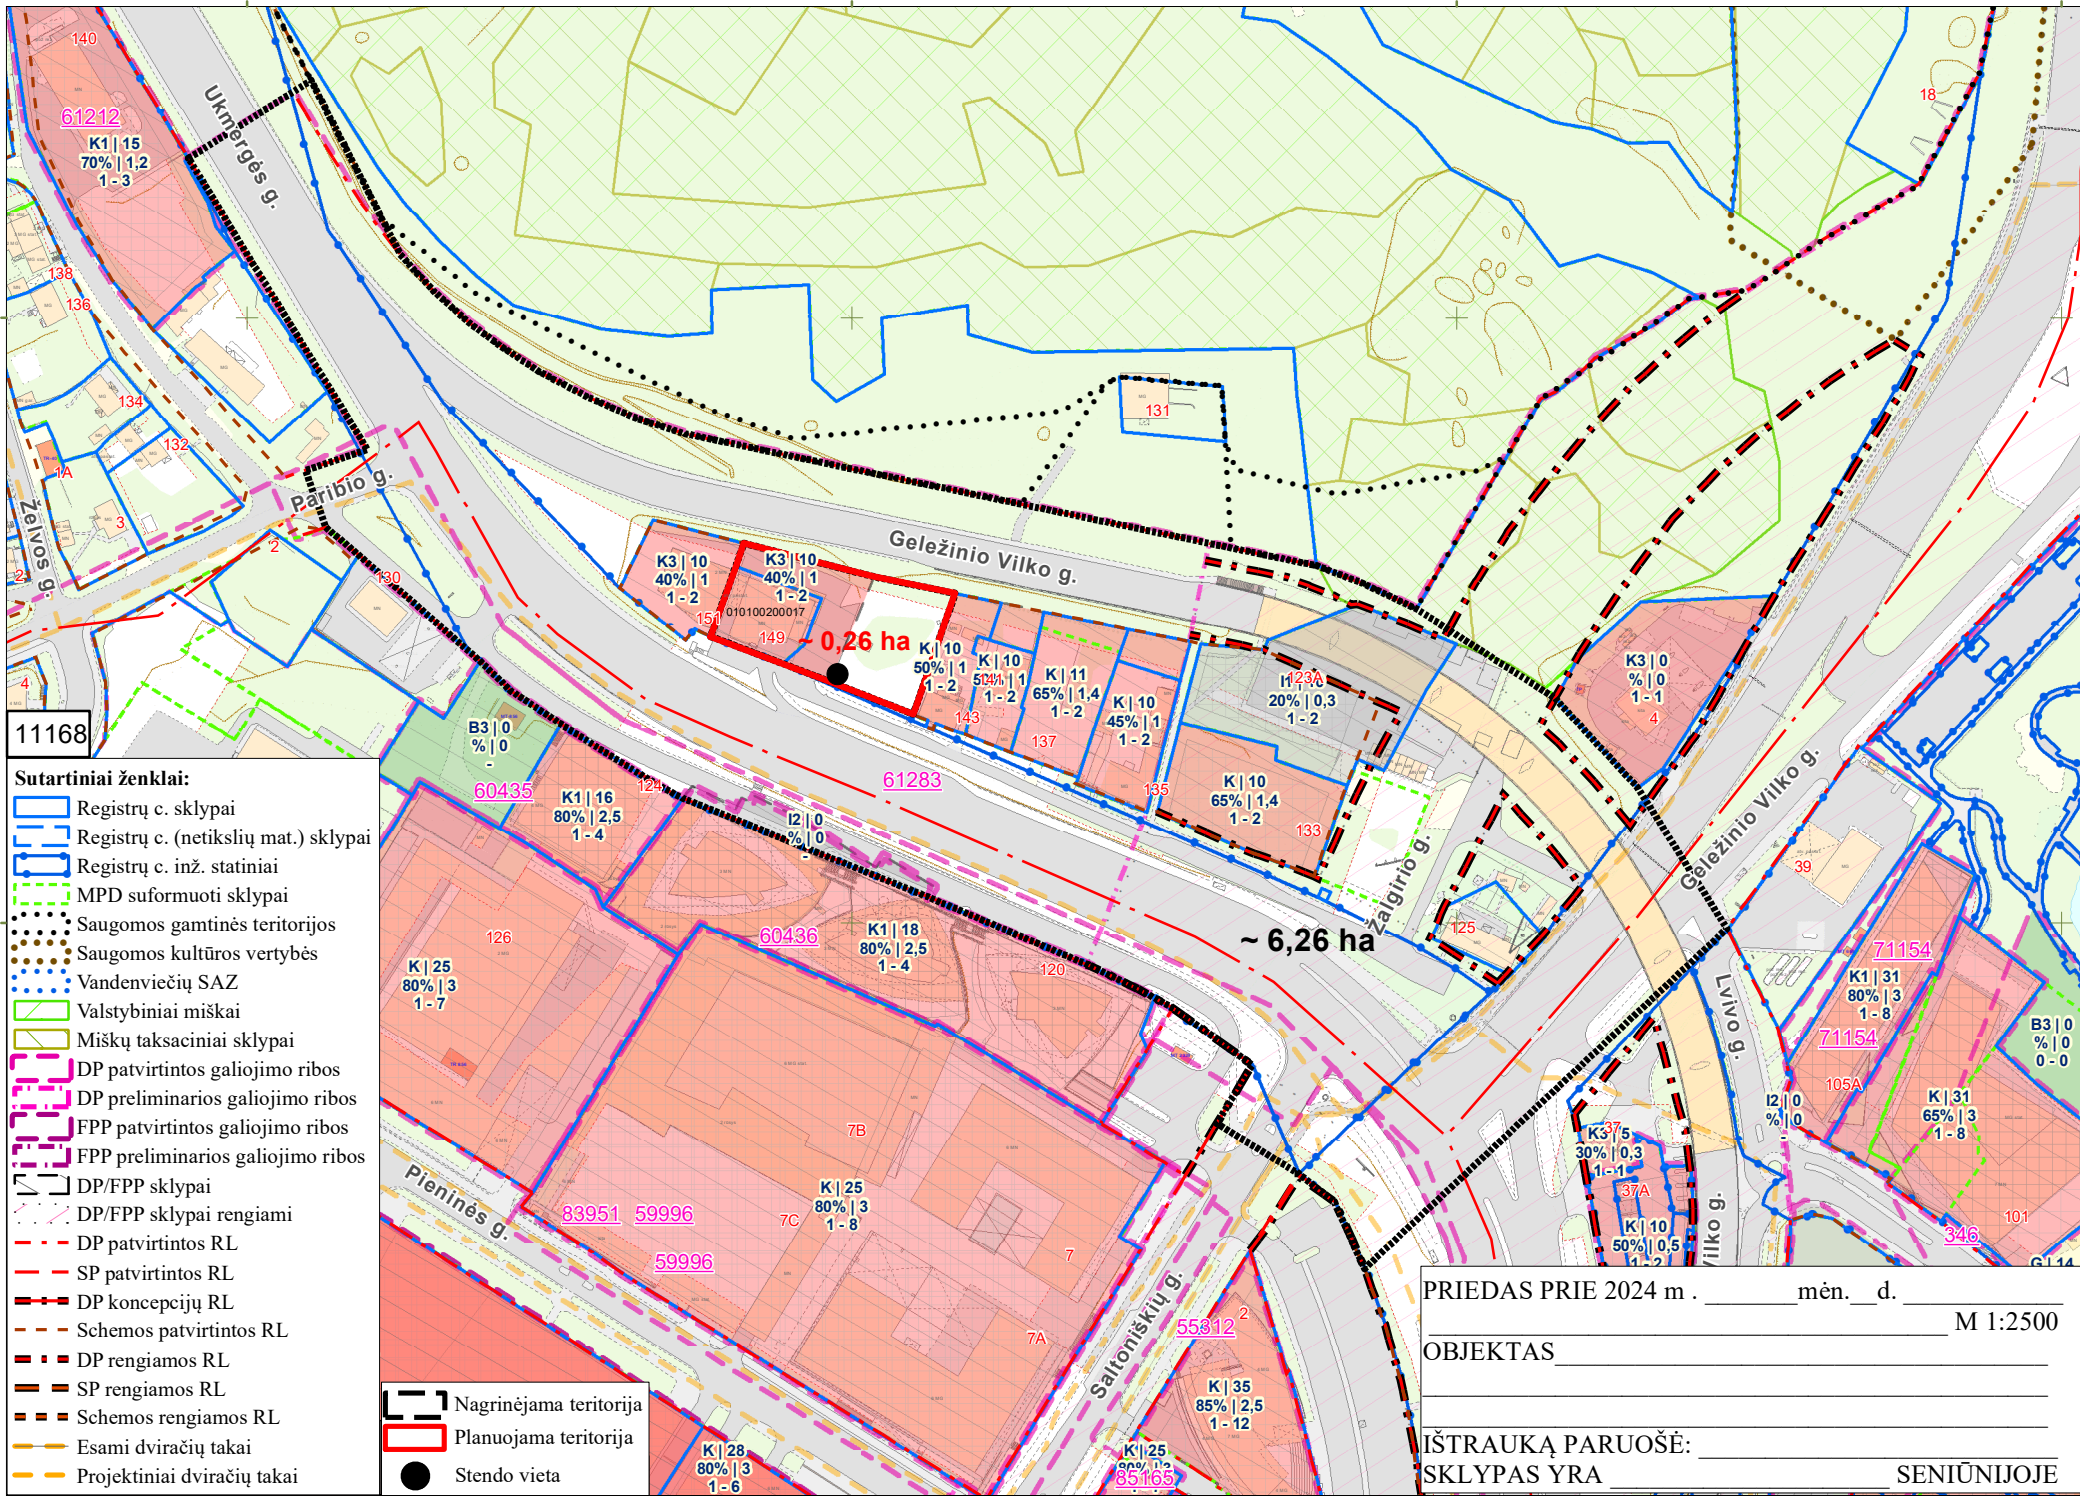 140
61212
K1 | 15
70% | 1,2
1 - 3
Ukmergės g.
18
138
136
134
132
1A
3
2
2
4
Želvos g.
Paribio g.
130
131
Geležinio Vilko g.
K3 | 10
40% | 1
1 - 2
151
K3 | 10
40% | 1
1 - 2
010100200017
149
~ 0,26 ha
K | 10
50% | 1
1 - 2
143
K | 10
1 - 2
141
K | 11
65% | 1,4
1 - 2
137
K | 10
45% | 1
1 - 2
135
123A
20% | 0,3
1 - 2
K | 10
65% | 1,4
1 - 2
133
K3 | 0
% | 0
1 - 1
4
Geležinio Vilko g.
Žalgirio g.
125
~ 6,26 ha
39
B3 | 0
% | 0
-
60435
K1 | 16
80% | 2,5
1 - 4
124
I2 | 0
% | 0
-
61283
60436
K1 | 18
80% | 2,5
1 - 4
120
126
K | 25
80% | 3
1 - 7
7B
7C
7
7A
K | 25
80% | 3
1 - 8
83951 59996
59996
Pieninės g.
Saltoniškių g.
55312
2
K | 35
85% | 2,5
1 - 12
K | 28
80% | 3
1 - 6
K | 25
85165
Lvivo g.
71154
K1 | 31
80% | 3
1 - 8
71154
105A
I2 | 0
% | 0
-
K | 31
65% | 3
1 - 8
B3 | 0
% | 0
0 - 0
101
346
G | 14
37
K3 | 5
30% | 0,3
1 - 1
37A
K | 10
50% | 0,5
1 - 2
Vilko g.
11168
Sutartiniai ženklai:
Registrų c. sklypai
Registrų c. (netikslių mat.) sklypai
Registrų c. inž. statiniai
MPD suformuoti sklypai
Saugomos gamtinės teritorijos
Saugomos kultūros vertybės
Vandenviečių SAZ
Valstybiniai miškai
Miškų taksaciniai sklypai
DP patvirtintos galiojimo ribos
DP preliminarios galiojimo ribos
FPP patvirtintos galiojimo ribos
FPP preliminarios galiojimo ribos
DP/FPP sklypai
DP/FPP sklypai rengiami
DP patvirtintos RL
SP patvirtintos RL
DP koncepcijų RL
Schemos patvirtintos RL
DP rengiamos RL
SP rengiamos RL
Schemos rengiamos RL
Esami dviračių takai
Projektiniai dviračių takai
Nagrinėjama teritorija
Planuojama teritorija
Stendo vieta
PRIEDAS PRIE 2024 m . _______mėn.__d. ____________
M 1:2500
OBJEKTAS
IŠTRAUKĄ PARUOŠĖ:
SKLYPAS YRA ____________________ SENIŪNIJOJE